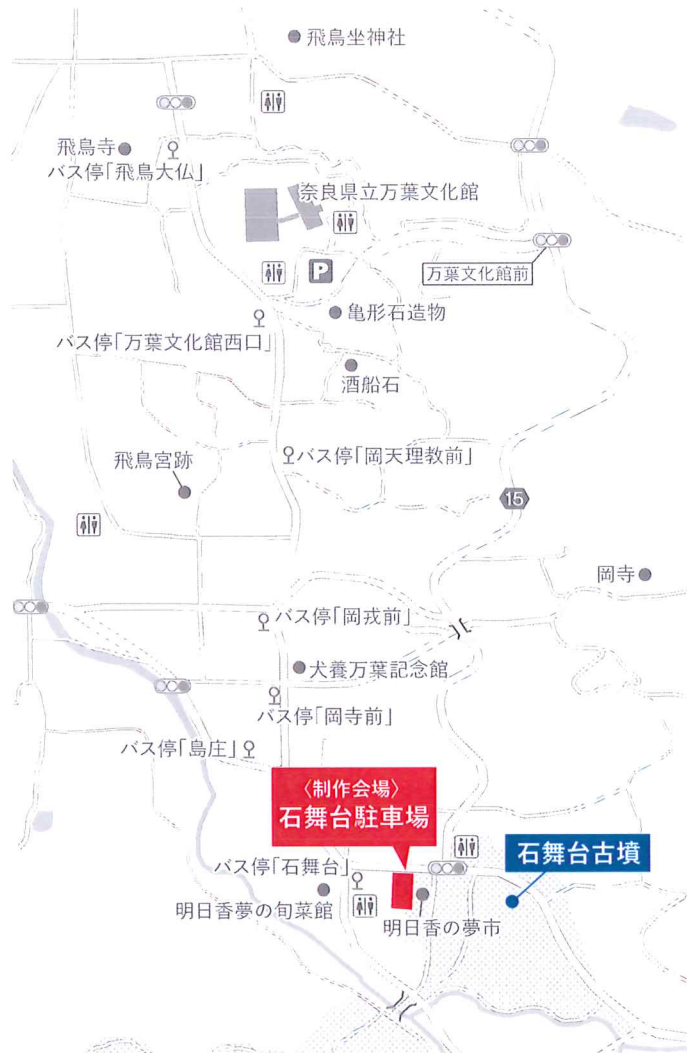 飛鳥坐神社
飛鳥寺
バス停「飛鳥大仏」
奈良県立万葉文化館
P
万葉文化館前
亀形石造物
バス停「万葉文化館西口」
酒船石
バス停「岡天理教前」
飛鳥宮跡
15
岡寺
バス停「岡戎前」
犬養万葉記念館
バス停「岡寺前」
バス停「島庄」
〈制作会場〉
石舞台駐車場
石舞台古墳
バス停「石舞台」
明日香夢の旬菜館
明日香の夢市